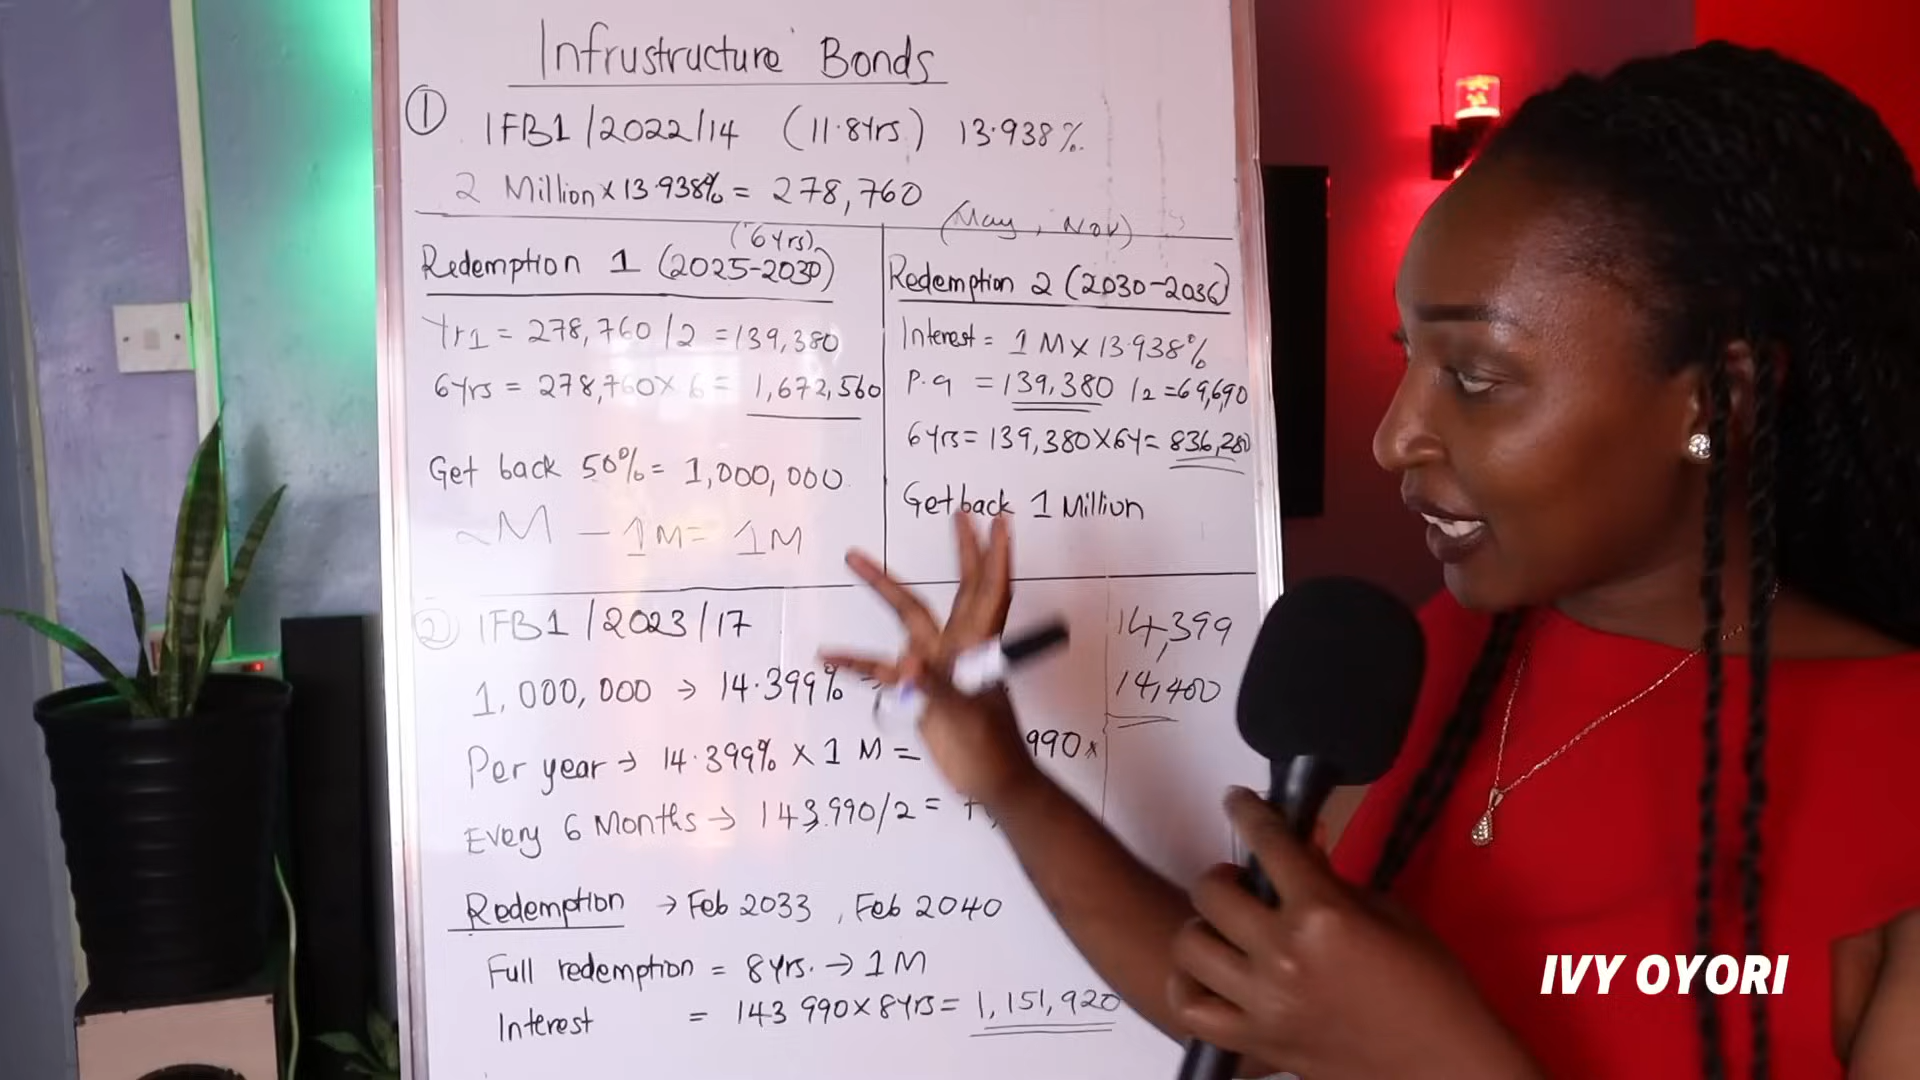 Infrustructure Bonds
①
IFB1/2022/14 (11.8yrs) 13.938%
2 Million x 13.938% = 278,760
(May, Nov)
(6yrs)
Redemption 1 (2025-2030)
Yr1 = 278,760/2 = 139,380
6yrs = 278,760 x 6 = 1,672,560
Get back 50% = 1,000,000
2M - 1M = 1M
Redemption 2 (2030-2036)
Interest = 1 M x 13.938%
P.a = 139,380 /2 = 69,690
6yrs = 139,380 x 6Y = 836,280
Get back 1 Million
② IFB1/2023/17
1,000,000 → 14.399%
Per year → 14.399% x 1 M = 990 x
Every 6 Months → 143,990/2 =
14,399
14,400
Redemption → Feb 2033, Feb 2040
Full redemption = 8yrs. → 1M
Interest = 143 990 x 8yrs = 1,151,920
IVY OYORI